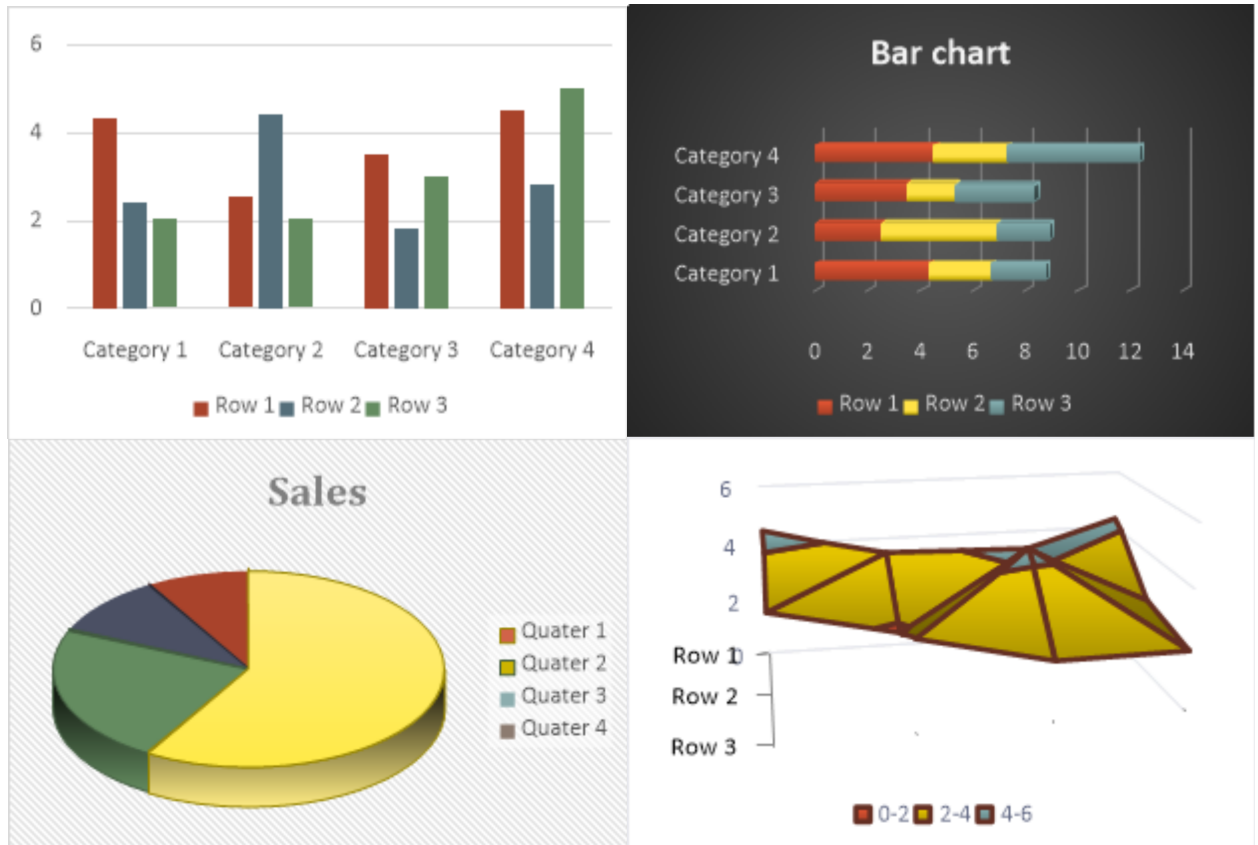 6
4
2
0
Category 1 Category 2 Category 3 Category 4
Row 1 Row 2 Row 3
Bar chart
Category 4
Category 3
Category 2
Category 1
0 2 4 6 8 10 12 14
Row 1 Row 2 Row 3
Sales
Quater 1
Quater 2
Quater 3
Quater 4
6
4
2
0
Row 1
Row 2
Row 3
0-2 2-4 4-6